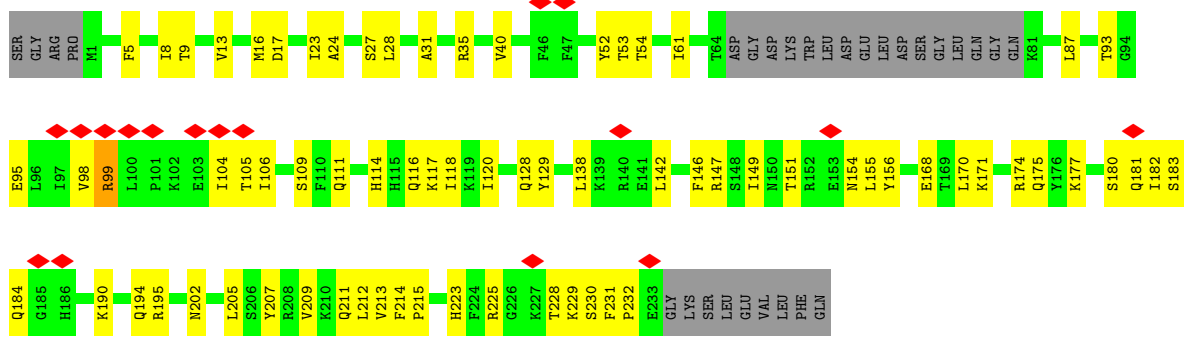 SER GLY ARG PRO M1 F5 I8 T9 V13 M16 D17 I23 A24 S27 L28 A31 R35 V40 F46 F47 Y52 T53 T54 I61 T64 ASP GLY ASP LYS TRP LEU ASP GLU LEU ASP SER GLY LEU GLN GLY GLN K81 L87 T93 G94
E95 L96 I97 V98 R99 L100 P101 K102 E103 I104 T105 I106 S109 F110 Q111 H114 H115 Q116 K117 I118 K119 I120 Q128 Y129 L138 K139 R140 E141 L142 F146 R147 S148 I149 N150 T151 R152 E153 N154 L155 Y156 E168 T169 L170 K171 R174 Q175 Y176 K177 S180 Q181 I182 S183
Q184 G185 H186 K190 Q194 R195 N202 L205 S206 Y207 R208 V209 K210 Q211 L212 V213 F214 P215 H223 F224 R225 G226 K227 T228 K229 S230 F231 P232 E233 GLY LYS SER LEU GLU VAL LEU PHE GLN